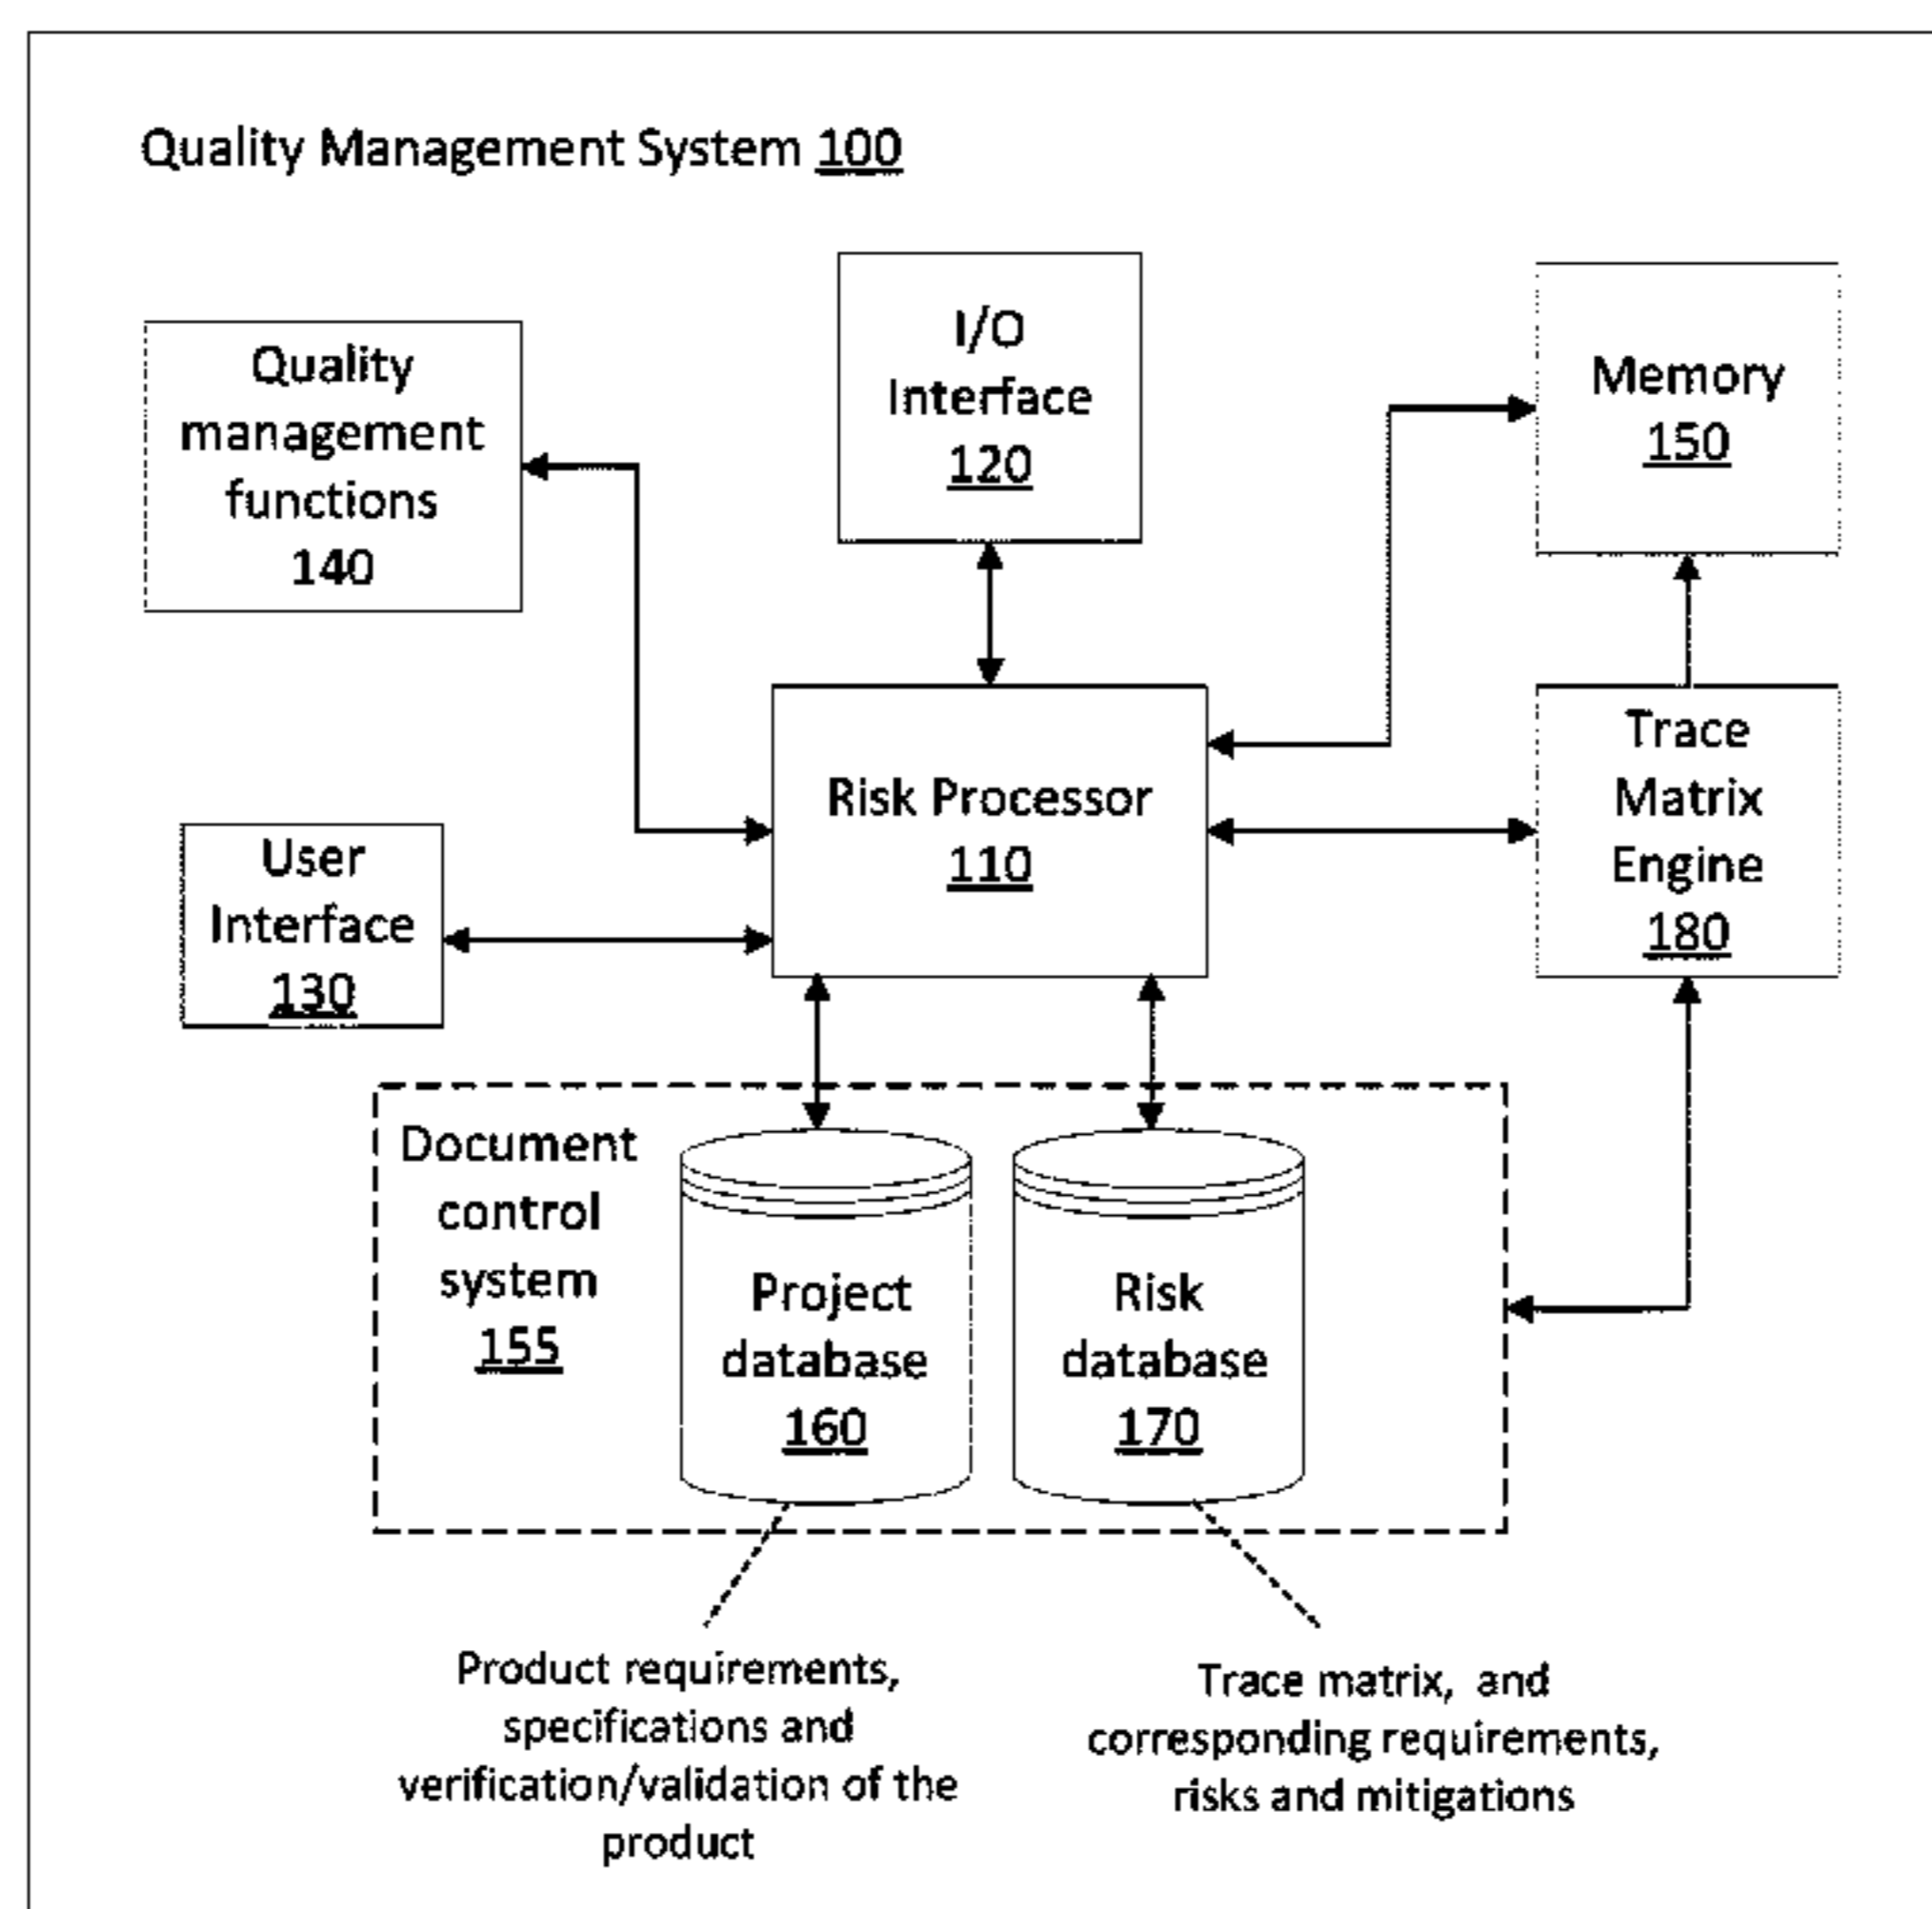 Quality Management System 100
I/O
Interface
120
Memory
150
Quality
management
functions
140
Risk Processor
110
Trace
Matrix
Engine
180
User
Interface
130
Document
control
system
155
Project
database
160
Risk
database
170
Product requirements,
specifications and
verification/validation of the
product
Trace matrix,  and
corresponding requirements,
risks and mitigations